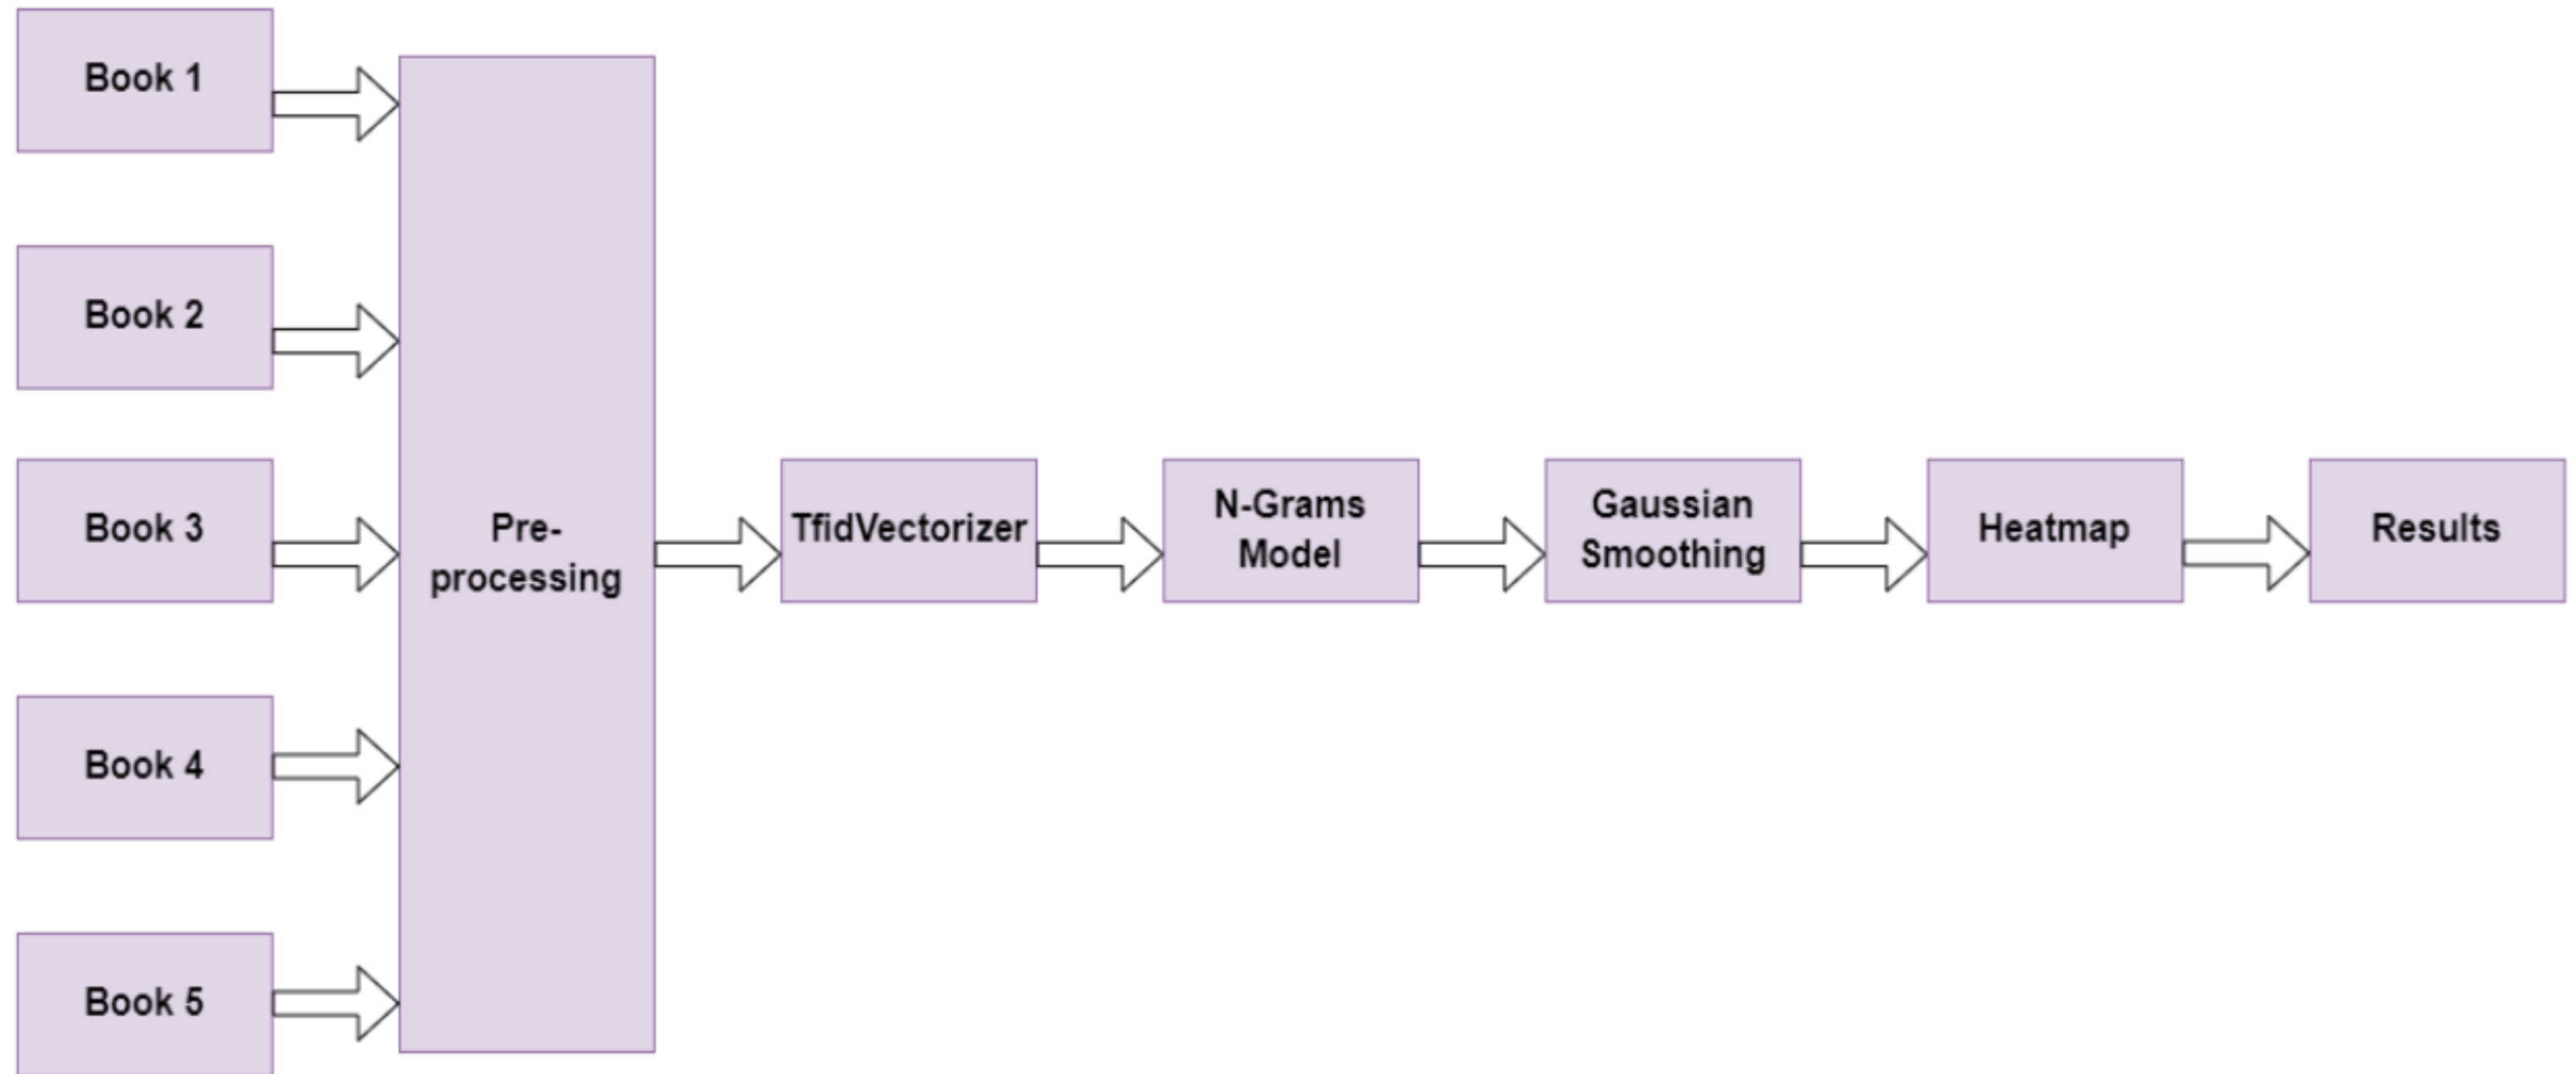 Book 1
Book 2
Book 3
Book 4
Book 5
Pre-
processing
TfidVectorizer
N-Grams
Model
Gaussian
Smoothing
Heatmap
Results